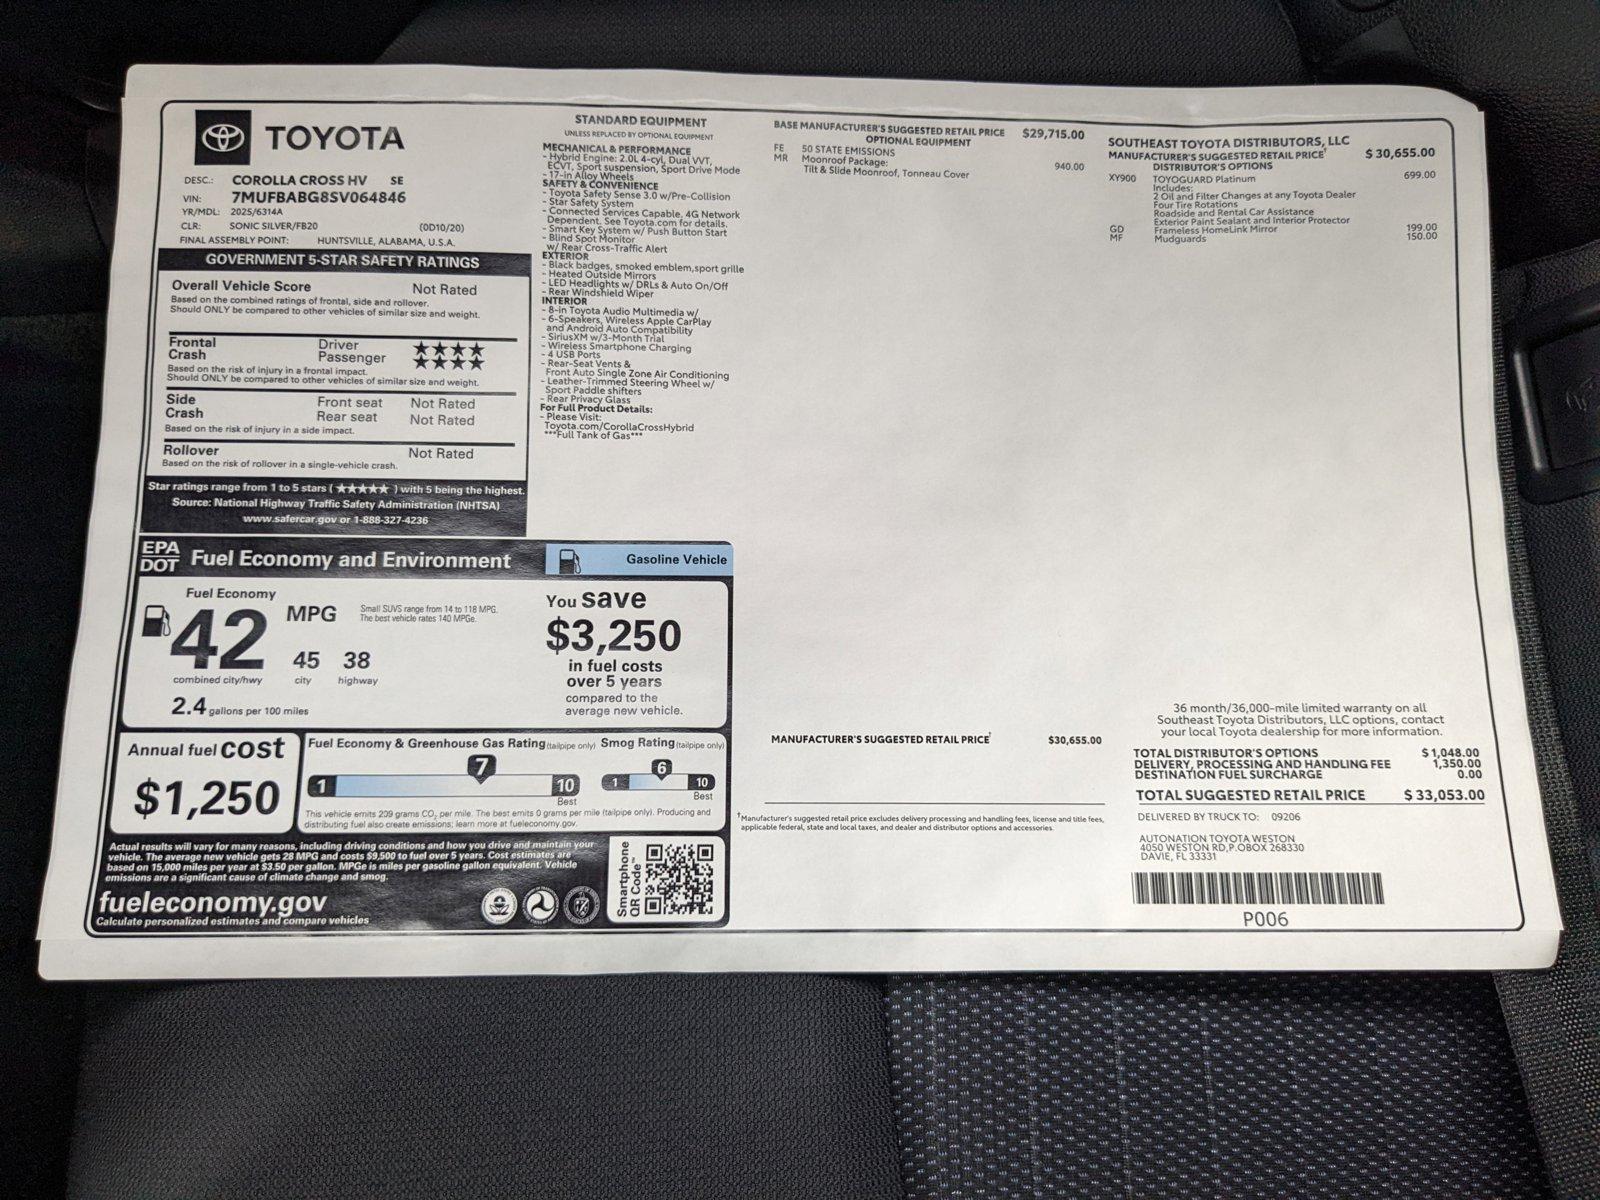 TOYOTA
DESC.: COROLLA CROSS HV SE
VIN: 7MUFBABG8SV064846
YR/MDL: 2025/6314A
CLR: SONIC SILVER/FB20 (0D10/20)
FINAL ASSEMBLY POINT: HUNTSVILLE, ALABAMA, U.S.A.
GOVERNMENT 5-STAR SAFETY RATINGS
Overall Vehicle Score Not Rated
Based on the combined ratings of frontal, side and rollover.
Should ONLY be compared to other vehicles of similar size and weight.
Frontal Driver ★★★★
Crash Passenger ★★★★
Based on the risk of injury in a frontal impact.
Should ONLY be compared to other vehicles of similar size and weight.
Side Front seat Not Rated
Crash Rear seat Not Rated
Based on the risk of injury in a side impact.
Rollover Not Rated
Based on the risk of rollover in a single-vehicle crash.
Star ratings range from 1 to 5 stars (★★★★★) with 5 being the highest.
Source: National Highway Traffic Safety Administration (NHTSA)
www.safercar.gov or 1-888-327-4236
STANDARD EQUIPMENT
UNLESS REPLACED BY OPTIONAL EQUIPMENT
MECHANICAL & PERFORMANCE
- Hybrid Engine: 2.0L 4-cyl, Dual VVT,
ECVT, Sport suspension, Sport Drive Mode
- 17-in Alloy Wheels
SAFETY & CONVENIENCE
- Toyota Safety Sense 3.0 w/Pre-Collision
- Star Safety System
- Connected Services Capable, 4G Network
Dependent. See Toyota.com for details.
- Smart Key System w/ Push Button Start
- Blind Spot Monitor
w/ Rear Cross-Traffic Alert
EXTERIOR
- Black badges, smoked emblem,sport grille
- Heated Outside Mirrors
- LED Headlights w/ DRLs & Auto On/Off
- Rear Windshield Wiper
INTERIOR
- 8-in Toyota Audio Multimedia w/
- 6-Speakers, Wireless Apple CarPlay
and Android Auto Compatibility
- SiriusXM w/3-Month Trial
- Wireless Smartphone Charging
- 4 USB Ports
- Rear-Seat Vents &
Front Auto Single Zone Air Conditioning
- Leather-Trimmed Steering Wheel w/
Sport Paddle shifters
- Rear Privacy Glass
For Full Product Details:
- Please Visit:
Toyota.com/CorollaCrossHybrid
***Full Tank of Gas***
BASE MANUFACTURER'S SUGGESTED RETAIL PRICE $29,715.00
OPTIONAL EQUIPMENT
FE 50 STATE EMISSIONS
MR Moonroof Package: 940.00
Tilt & Slide Moonroof, Tonneau Cover
MANUFACTURER'S SUGGESTED RETAIL PRICE† $30,655.00
†Manufacturer's suggested retail price excludes delivery processing and handling fees, license and title fees,
applicable federal, state and local taxes, and dealer and distributor options and accessories.
SOUTHEAST TOYOTA DISTRIBUTORS, LLC
MANUFACTURER'S SUGGESTED RETAIL PRICE† $ 30,655.00
DISTRIBUTOR'S OPTIONS
XY900 TOYOGUARD Platinum 699.00
Includes:
2 Oil and Filter Changes at any Toyota Dealer
Four Tire Rotations
Roadside and Rental Car Assistance
Exterior Paint Sealant and Interior Protector
GD Frameless HomeLink Mirror 199.00
MF Mudguards 150.00
36 month/36,000-mile limited warranty on all
Southeast Toyota Distributors, LLC options, contact
your local Toyota dealership for more information.
TOTAL DISTRIBUTOR'S OPTIONS $ 1,048.00
DELIVERY, PROCESSING AND HANDLING FEE 1,350.00
DESTINATION FUEL SURCHARGE 0.00
TOTAL SUGGESTED RETAIL PRICE $ 33,053.00
DELIVERED BY TRUCK TO: 09206
AUTONATION TOYOTA WESTON
4050 WESTON RD,P.OBOX 268330
DAVIE, FL 33331
P006
EPA
DOT
Fuel Economy and Environment
Gasoline Vehicle
Fuel Economy
42 MPG
Small SUVS range from 14 to 118 MPG.
The best vehicle rates 140 MPGe.
45 38
combined city/hwy city highway
2.4 gallons per 100 miles
You save
$3,250
in fuel costs
over 5 years
compared to the
average new vehicle.
Annual fuel cost
$1,250
Fuel Economy & Greenhouse Gas Rating (tailpipe only)
7
1 10
Best
Smog Rating (tailpipe only)
6
1 10
Best
This vehicle emits 209 grams CO₂ per mile. The best emits 0 grams per mile (tailpipe only). Producing and
distributing fuel also create emissions; learn more at fueleconomy.gov.
Actual results will vary for many reasons, including driving conditions and how you drive and maintain your
vehicle. The average new vehicle gets 28 MPG and costs $9,500 to fuel over 5 years. Cost estimates are
based on 15,000 miles per year at $3.50 per gallon. MPGe is miles per gasoline gallon equivalent. Vehicle
emissions are a significant cause of climate change and smog.
fueleconomy.gov
Calculate personalized estimates and compare vehicles
Smartphone
QR Code™